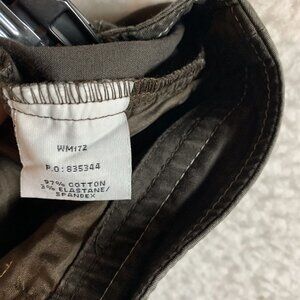 WM172
P.O: 835344
97% COTTON
3% ELASTANE/
SPANDEX